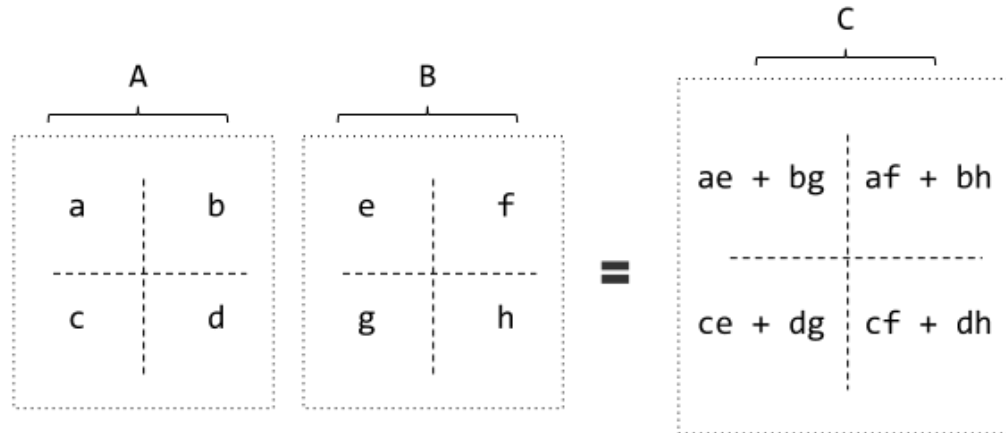 C
A B
a b e f ae + bg af + bh
=
c d g h ce + dg cf + dh